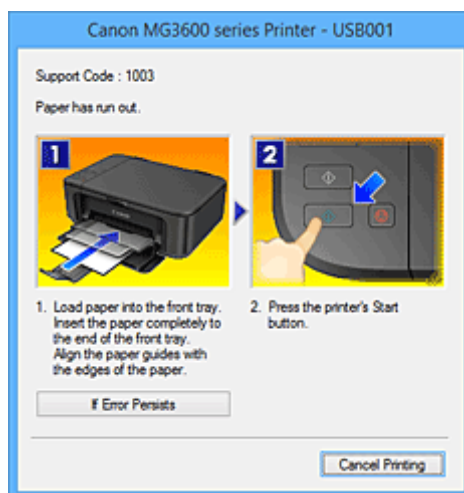 Canon MG3600 series Printer - USB001
Support Code : 1003
Paper has run out.
1
2
Canon
1. Load paper into the front tray.
Insert the paper completely to
the end of the front tray.
Align the paper guides with
the edges of the paper.
2. Press the printer's Start
button.
If Error Persists
Cancel Printing